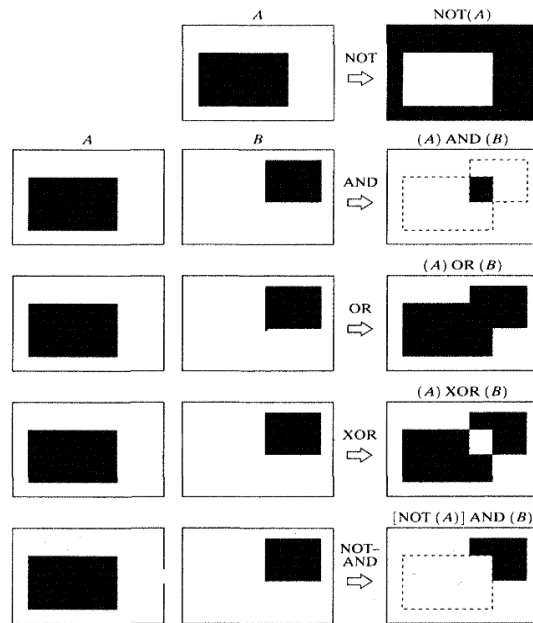 A NOT(A)
NOT
A B (A) AND (B)
AND
(A) OR (B)
OR
(A) XOR (B)
XOR
[NOT (A)] AND (B)
NOT–
AND